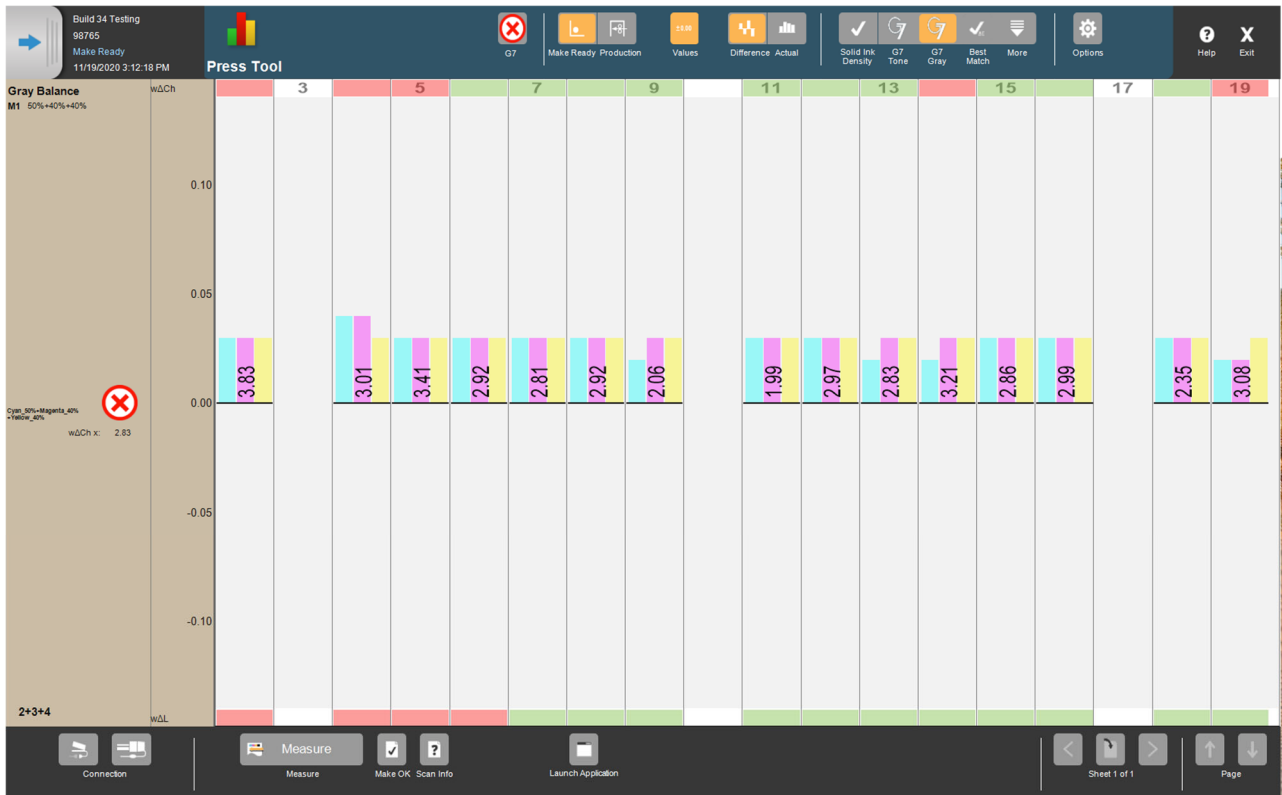 Build 34 Testing
98765
Make Ready
11/19/2020 3:12:18 PM
Press Tool
G7
Make Ready Production
±0.00
Values
Difference Actual
Solid Ink Density
G7 Tone
G7 Gray
Best Match
More
Options
Help
Exit
Gray Balance
M1 50%+40%+40%
w∆Ch
3 5 7 9 11 13 15 17 19
0.10
0.05
0.00
-0.05
-0.10
3.83 3.01 3.41 2.92 2.81 2.92 2.06 1.99 2.97 2.83 3.21 2.86 2.99 2.35 3.08
Cyan_50%+Magenta_40%
+Yellow_40%
w∆Ch x: 2.83
2+3+4
w∆L
Connection
Measure
Measure
Make OK Scan Info
Launch Application
Sheet 1 of 1
Page